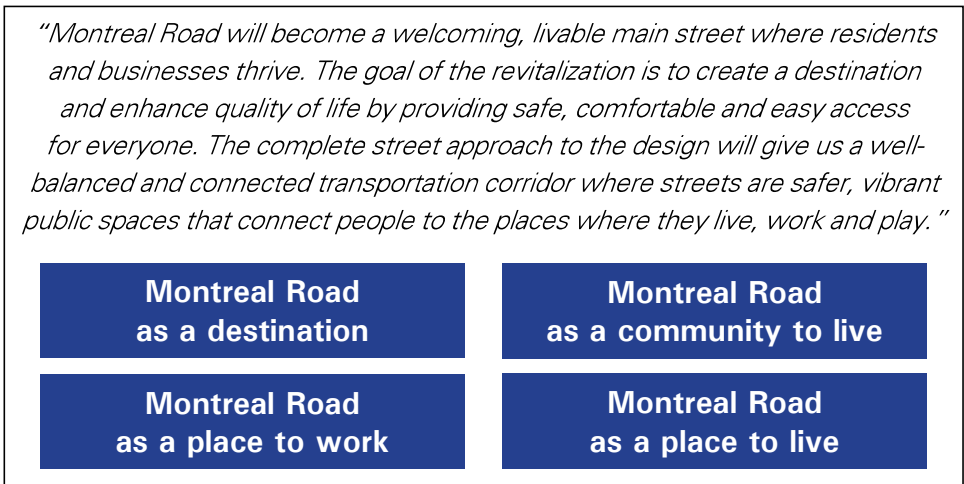 “Montreal Road will become a welcoming, livable main street where residents
and businesses thrive. The goal of the revitalization is to create a destination
and enhance quality of life by providing safe, comfortable and easy access
for everyone. The complete street approach to the design will give us a well-
balanced and connected transportation corridor where streets are safer, vibrant
public spaces that connect people to the places where they live, work and play.”
Montreal Road
as a destination
Montreal Road
as a community to live
Montreal Road
as a place to work
Montreal Road
as a place to live